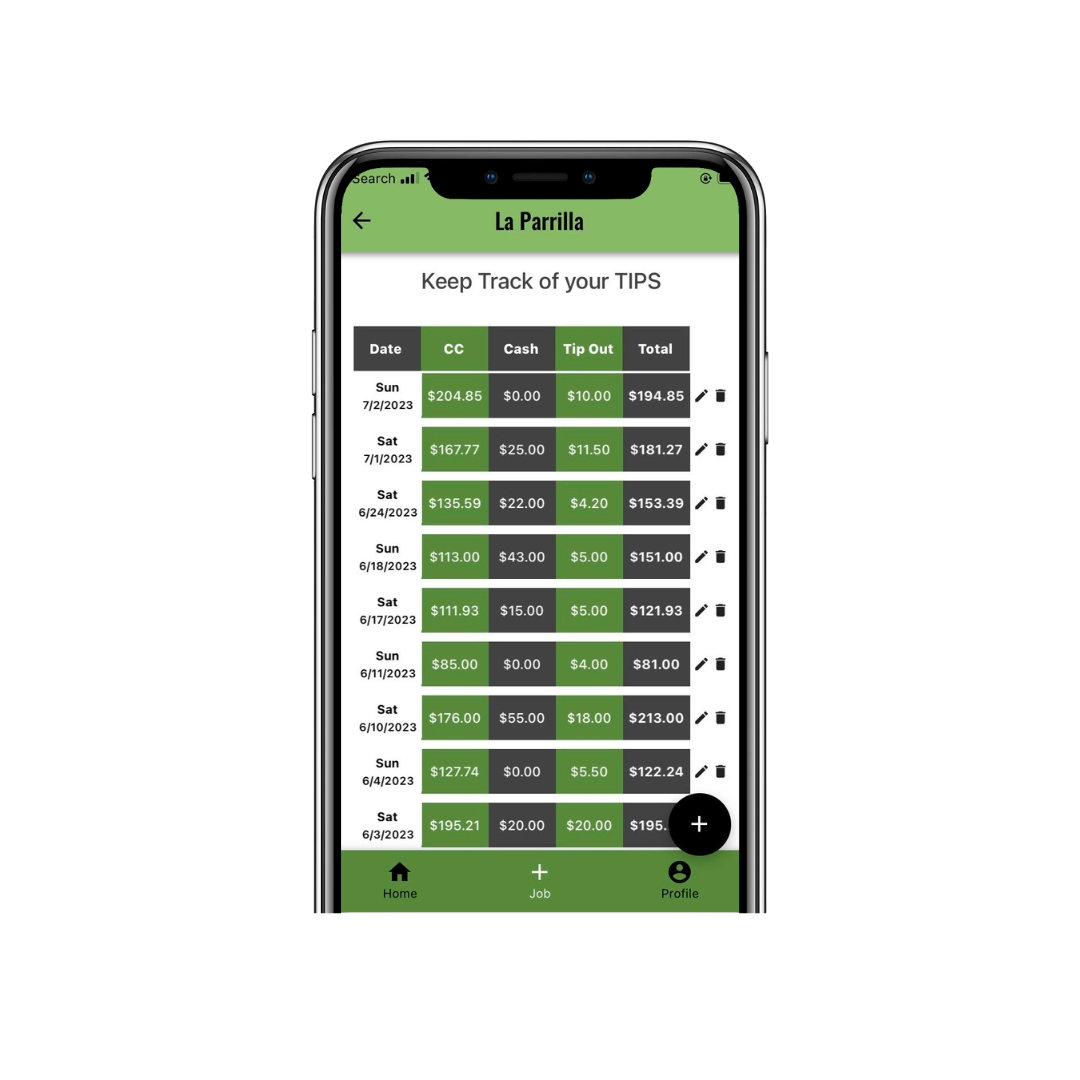 Search
La Parrilla
Keep Track of your TIPS
Date CC Cash Tip Out Total
Sun
7/2/2023 $204.85 $0.00 $10.00 $194.85
Sat
7/1/2023 $167.77 $25.00 $11.50 $181.27
Sat
6/24/2023 $135.59 $22.00 $4.20 $153.39
Sun
6/18/2023 $113.00 $43.00 $5.00 $151.00
Sat
6/17/2023 $111.93 $15.00 $5.00 $121.93
Sun
6/11/2023 $85.00 $0.00 $4.00 $81.00
Sat
6/10/2023 $176.00 $55.00 $18.00 $213.00
Sun
6/4/2023 $127.74 $0.00 $5.50 $122.24
Sat
6/3/2023 $195.21 $20.00 $20.00 $195.
Home Job Profile